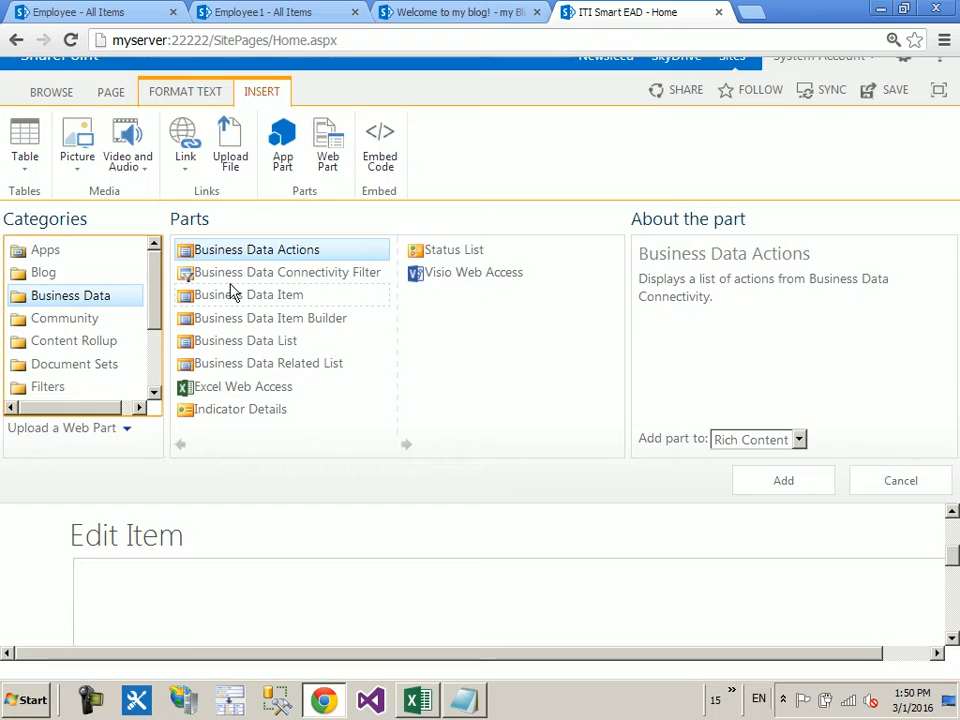 Employee - All Items
Employee1 - All Items
Welcome to my blog! - my Bl
ITI Smart EAD - Home
myserver:22222/SitePages/Home.aspx
SharePoint
Newsfeed
SkyDrive
Sites
System Account
BROWSE
PAGE
FORMAT TEXT
INSERT
SHARE
FOLLOW
SYNC
SAVE
Table
Picture
Video and
Audio
Link
Upload
File
App
Part
Web
Part
Embed
Code
Tables
Media
Links
Parts
Embed
Categories
Apps
Blog
Business Data
Community
Content Rollup
Document Sets
Filters
Upload a Web Part
Parts
Business Data Actions
Business Data Connectivity Filter
Business Data Item
Business Data Item Builder
Business Data List
Business Data Related List
Excel Web Access
Indicator Details
Status List
Visio Web Access
About the part
Business Data Actions
Displays a list of actions from Business Data
Connectivity.
Add part to: Rich Content
Add
Cancel
Edit Item
Start
15
EN
1:50 PM
3/1/2016